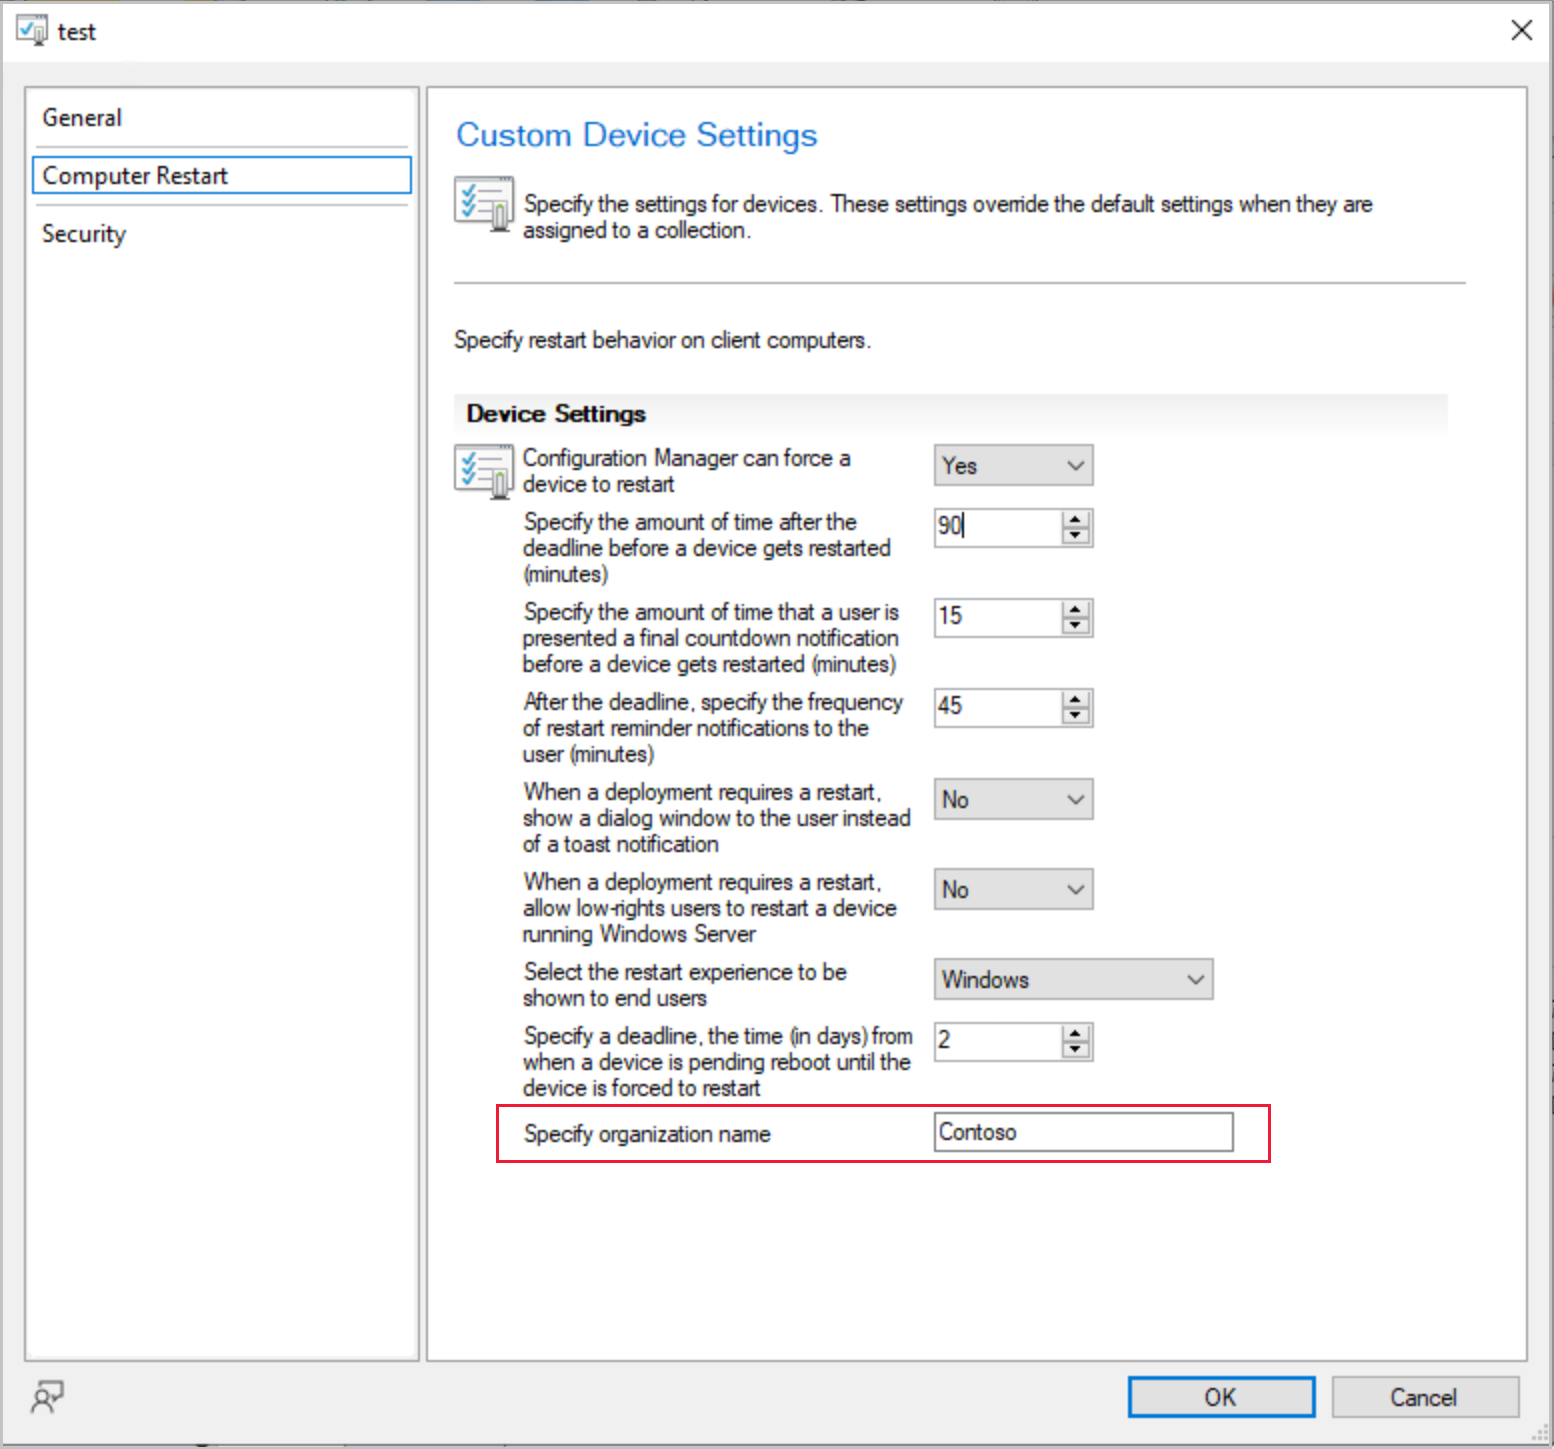 test
General
Computer Restart
Security
Custom Device Settings
Specify the settings for devices. These settings override the default settings when they are
assigned to a collection.
Specify restart behavior on client computers.
Device Settings
Configuration Manager can force a
device to restart
Yes
Specify the amount of time after the
deadline before a device gets restarted
(minutes)
90
Specify the amount of time that a user is
presented a final countdown notification
before a device gets restarted (minutes)
15
After the deadline, specify the frequency
of restart reminder notifications to the
user (minutes)
45
When a deployment requires a restart,
show a dialog window to the user instead
of a toast notification
No
When a deployment requires a restart,
allow low-rights users to restart a device
running Windows Server
No
Select the restart experience to be
shown to end users
Windows
Specify a deadline, the time (in days) from
when a device is pending reboot until the
device is forced to restart
2
Specify organization name
Contoso
OK
Cancel